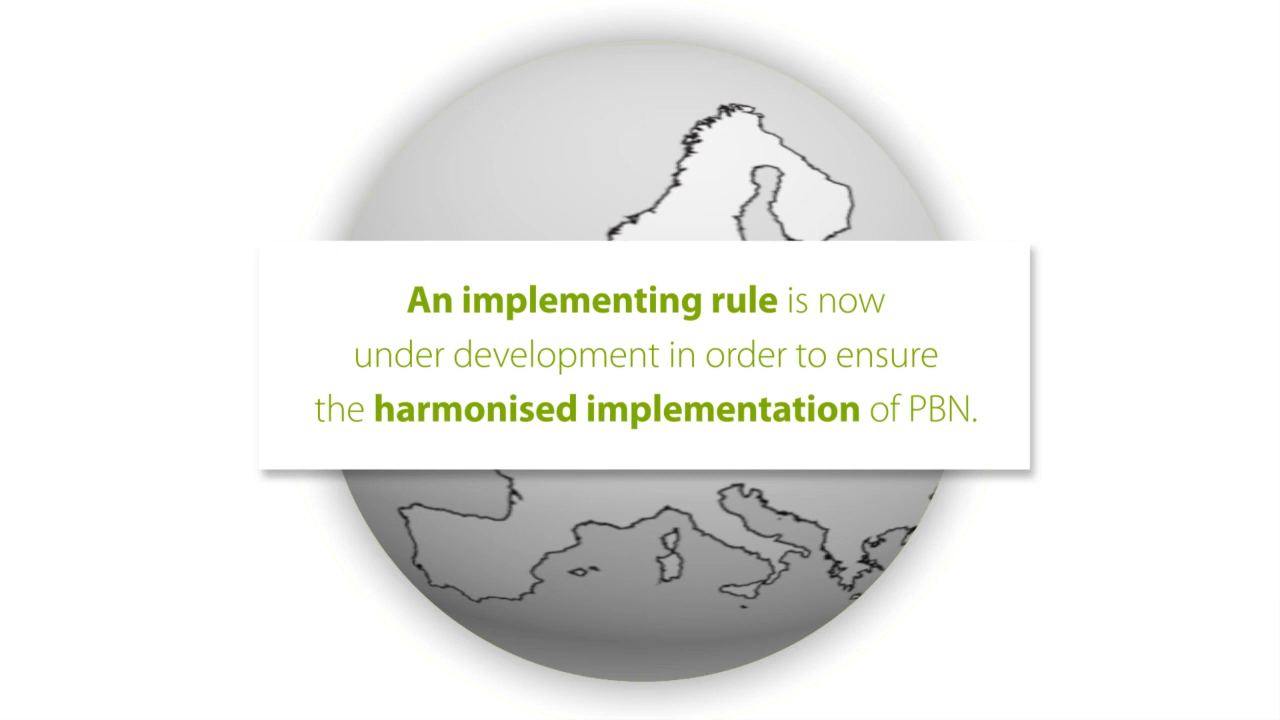 An implementing rule is now
under development in order to ensure
the harmonised implementation of PBN.